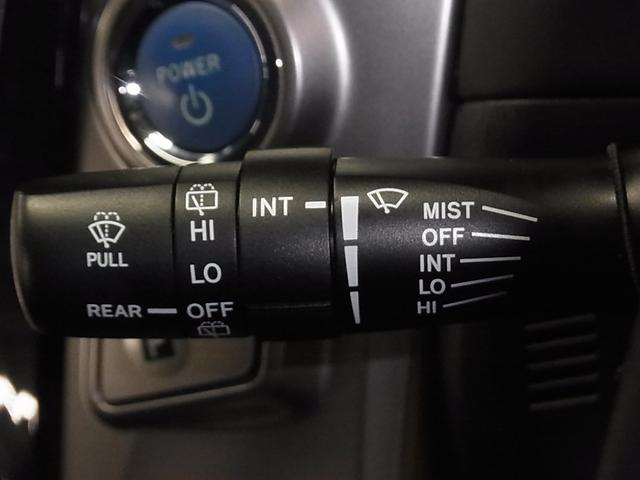 POWER
PULL
REAR
HI
LO
OFF
INT
MIST
OFF
INT
LO
HI